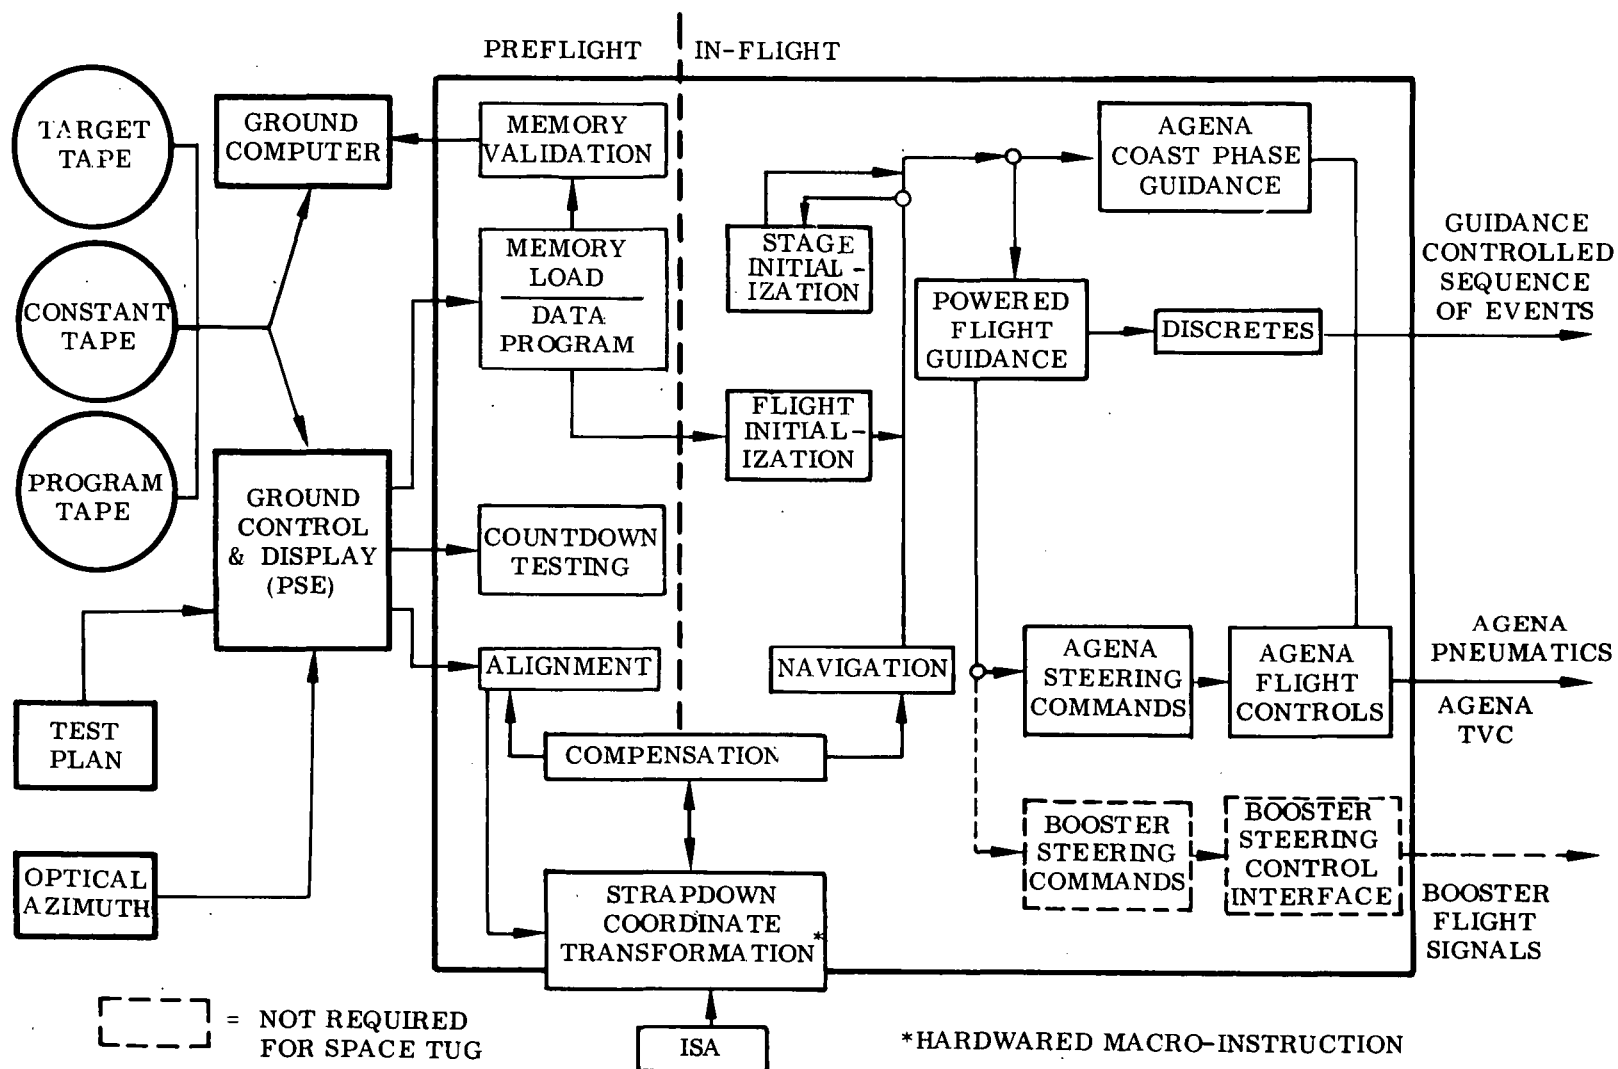 PREFLIGHT
IN-FLIGHT
TARGET
TAPE
CONSTANT
TAPE
PROGRAM
TAPE
GROUND
COMPUTER
GROUND
CONTROL
& DISPLAY
(PSE)
TEST
PLAN
OPTICAL
AZIMUTH
MEMORY
VALIDATION
MEMORY
LOAD
DATA
PROGRAM
COUNTDOWN
TESTING
ALIGNMENT
COMPENSATION
STRAPDOWN
COORDINATE
TRANSFORMATION*
ISA
STAGE
INITIAL-
IZATION
FLIGHT
INITIAL-
IZATION
NAVIGATION
AGENA
COAST PHASE
GUIDANCE
POWERED
FLIGHT
GUIDANCE
DISCRETES
AGENA
STEERING
COMMANDS
AGENA
FLIGHT
CONTROLS
BOOSTER
STEERING
COMMANDS
BOOSTER
STEERING
CONTROL
INTERFACE
GUIDANCE
CONTROLLED
SEQUENCE
OF EVENTS
AGENA
PNEUMATICS
AGENA
TVC
BOOSTER
FLIGHT
SIGNALS
= NOT REQUIRED
FOR SPACE TUG
*HARDWARED MACRO-INSTRUCTION